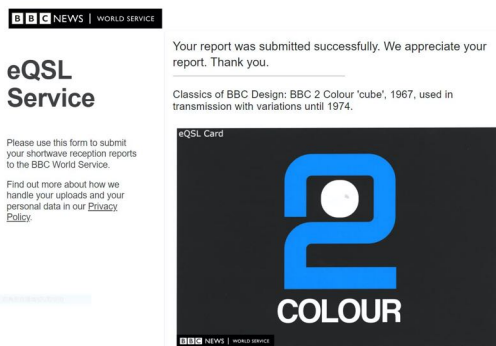 BBC NEWS | WORLD SERVICE
eQSL
Service
Please use this form to submit
your shortwave reception reports
to the BBC World Service.
Find out more about how we
handle your uploads and your
personal data in our Privacy
Policy.
Your report was submitted successfully. We appreciate your
report. Thank you.
Classics of BBC Design: BBC 2 Colour 'cube', 1967, used in
transmission with variations until 1974.
eQSL Card
2
COLOUR
BBC NEWS | WORLD SERVICE